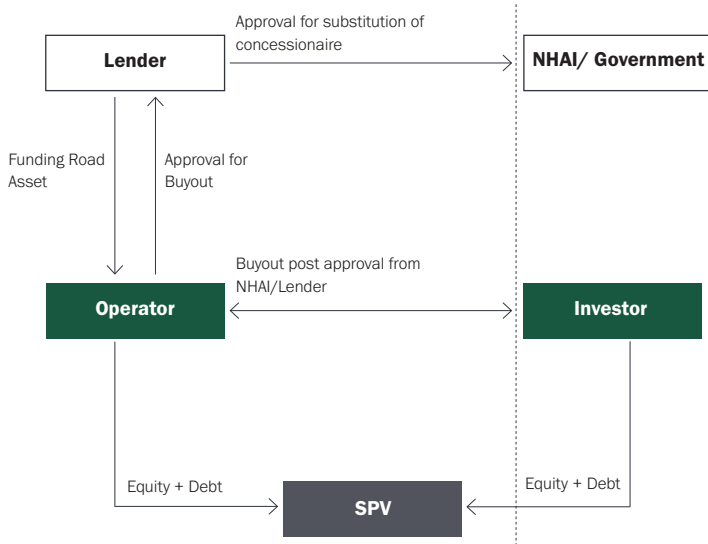 Approval for substitution of
concessionaire
Lender
NHAI/ Government
Funding Road
Asset
Approval for
Buyout
Buyout post approval from
NHAI/Lender
Operator
Investor
Equity + Debt
SPV
Equity + Debt